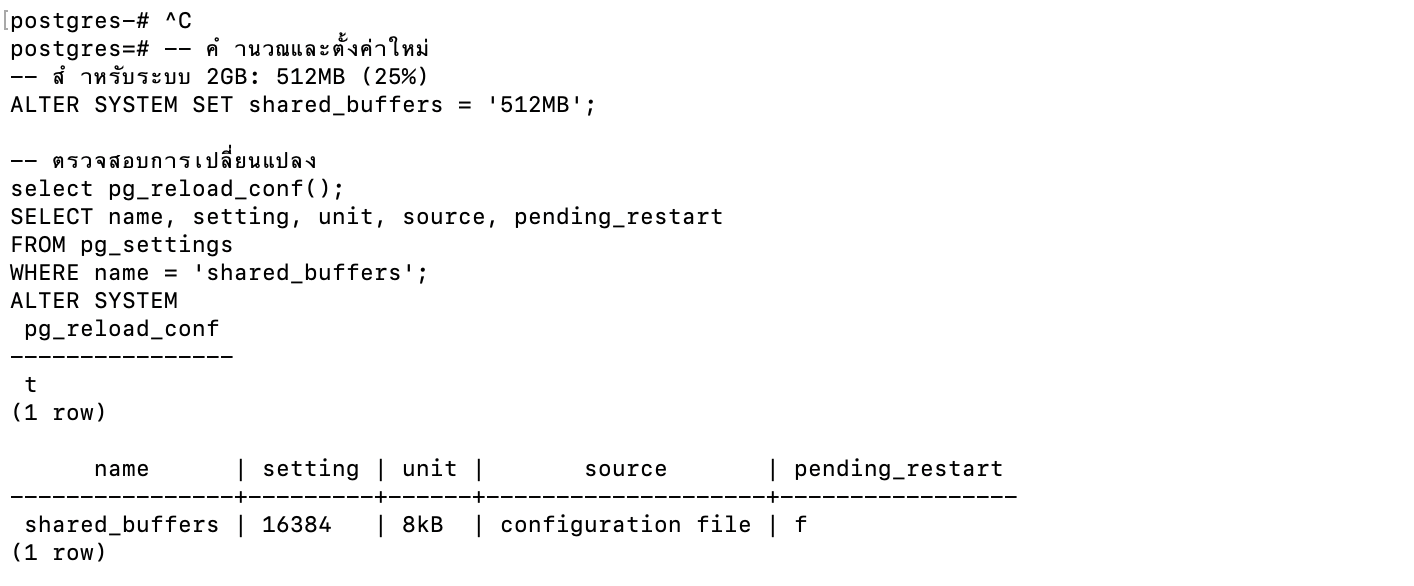 postgres-# ^C
postgres=# -- คํ านวณและตั้งค่าใหม่
-- สํ าหรับระบบ 2GB: 512MB (25%)
ALTER SYSTEM SET shared_buffers = '512MB';

-- ตรวจสอบการเปลี่ยนแปลง
select pg_reload_conf();
SELECT name, setting, unit, source, pending_restart
FROM pg_settings
WHERE name = 'shared_buffers';
ALTER SYSTEM
 pg_reload_conf
----------------
 t
(1 row)

      name      | setting | unit |       source       | pending_restart
----------------+---------+------+--------------------+-----------------
 shared_buffers | 16384   | 8kB  | configuration file | f
(1 row)